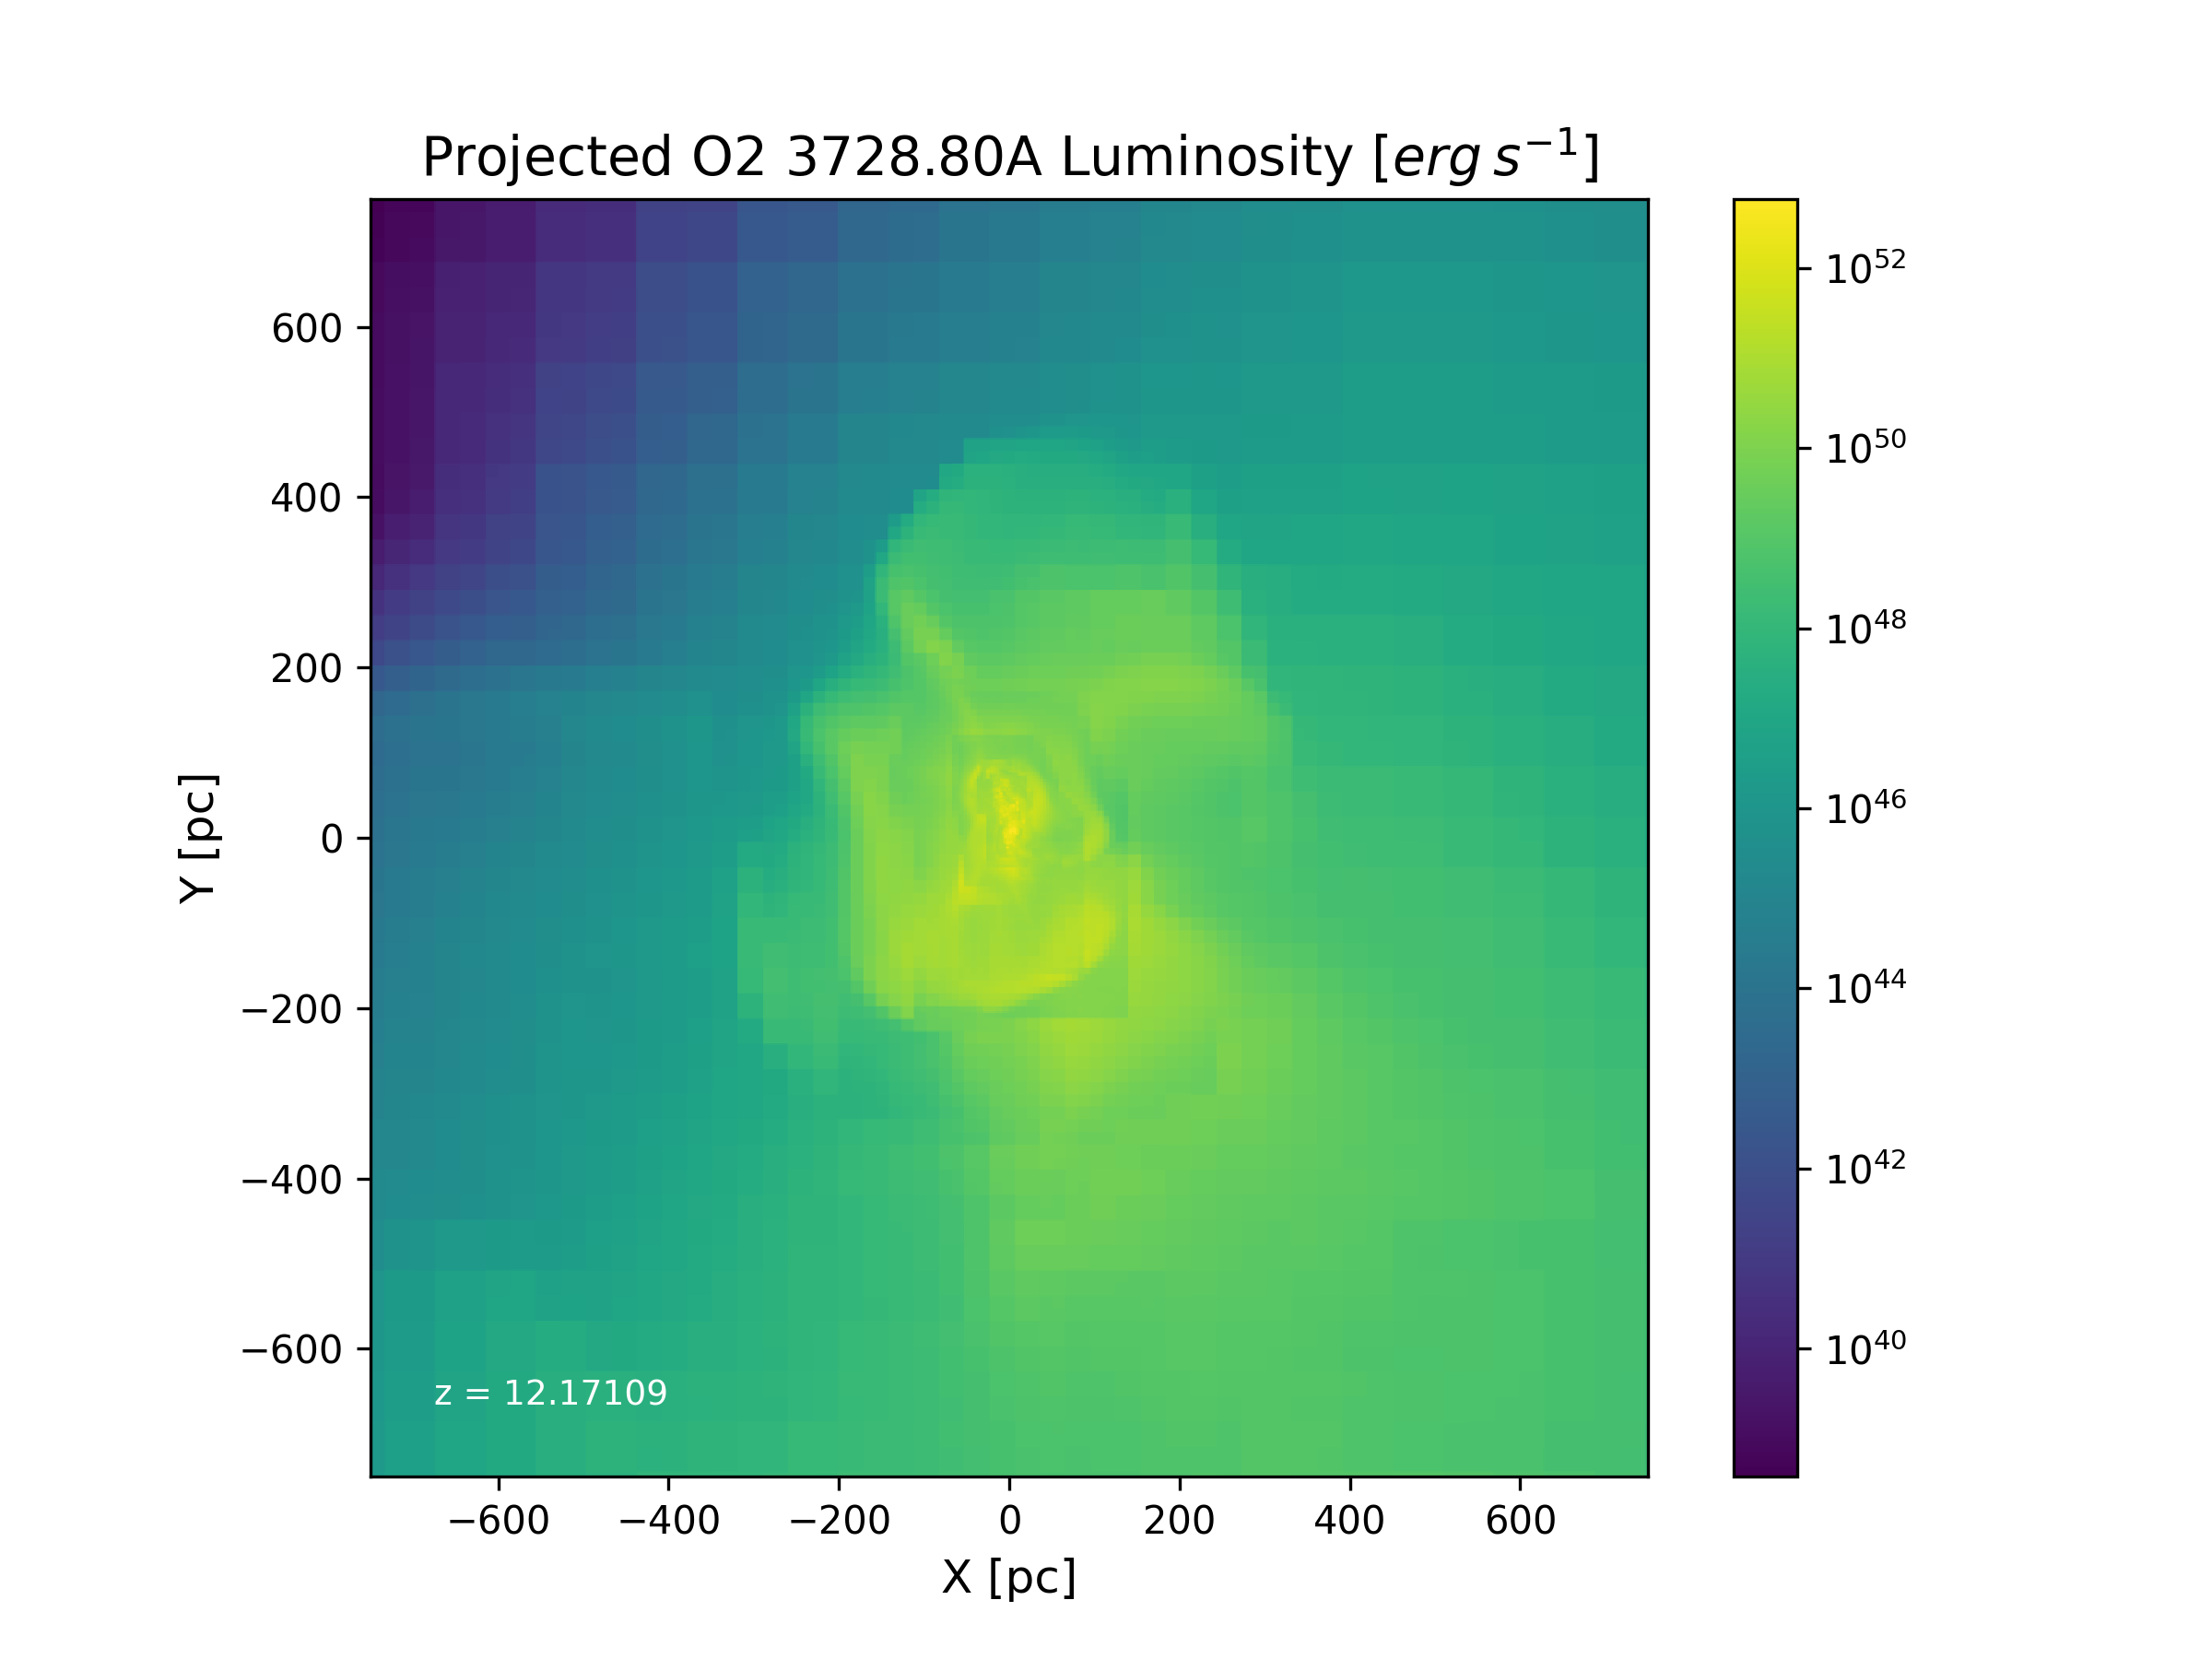 Projected O2 3728.80A Luminosity [erg s⁻¹]
600
400
200
0
−200
−400
−600
Y [pc]
z = 12.17109
−600 −400 −200 0 200 400 600
X [pc]
10⁵²
10⁵⁰
10⁴⁸
10⁴⁶
10⁴⁴
10⁴²
10⁴⁰